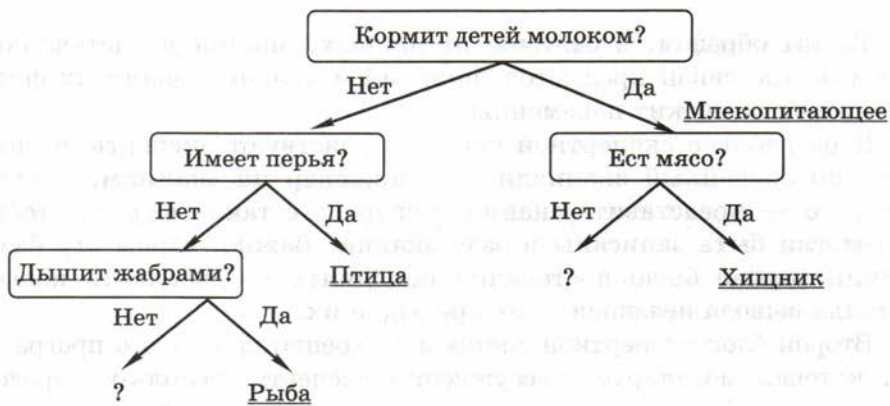 Кормит детей молоком?
Нет
Да
Млекопитающее
Имеет перья?
Ест мясо?
Нет
Да
Нет
Да
Дышит жабрами?
Птица
?
Хищник
Нет
Да
?
Рыба